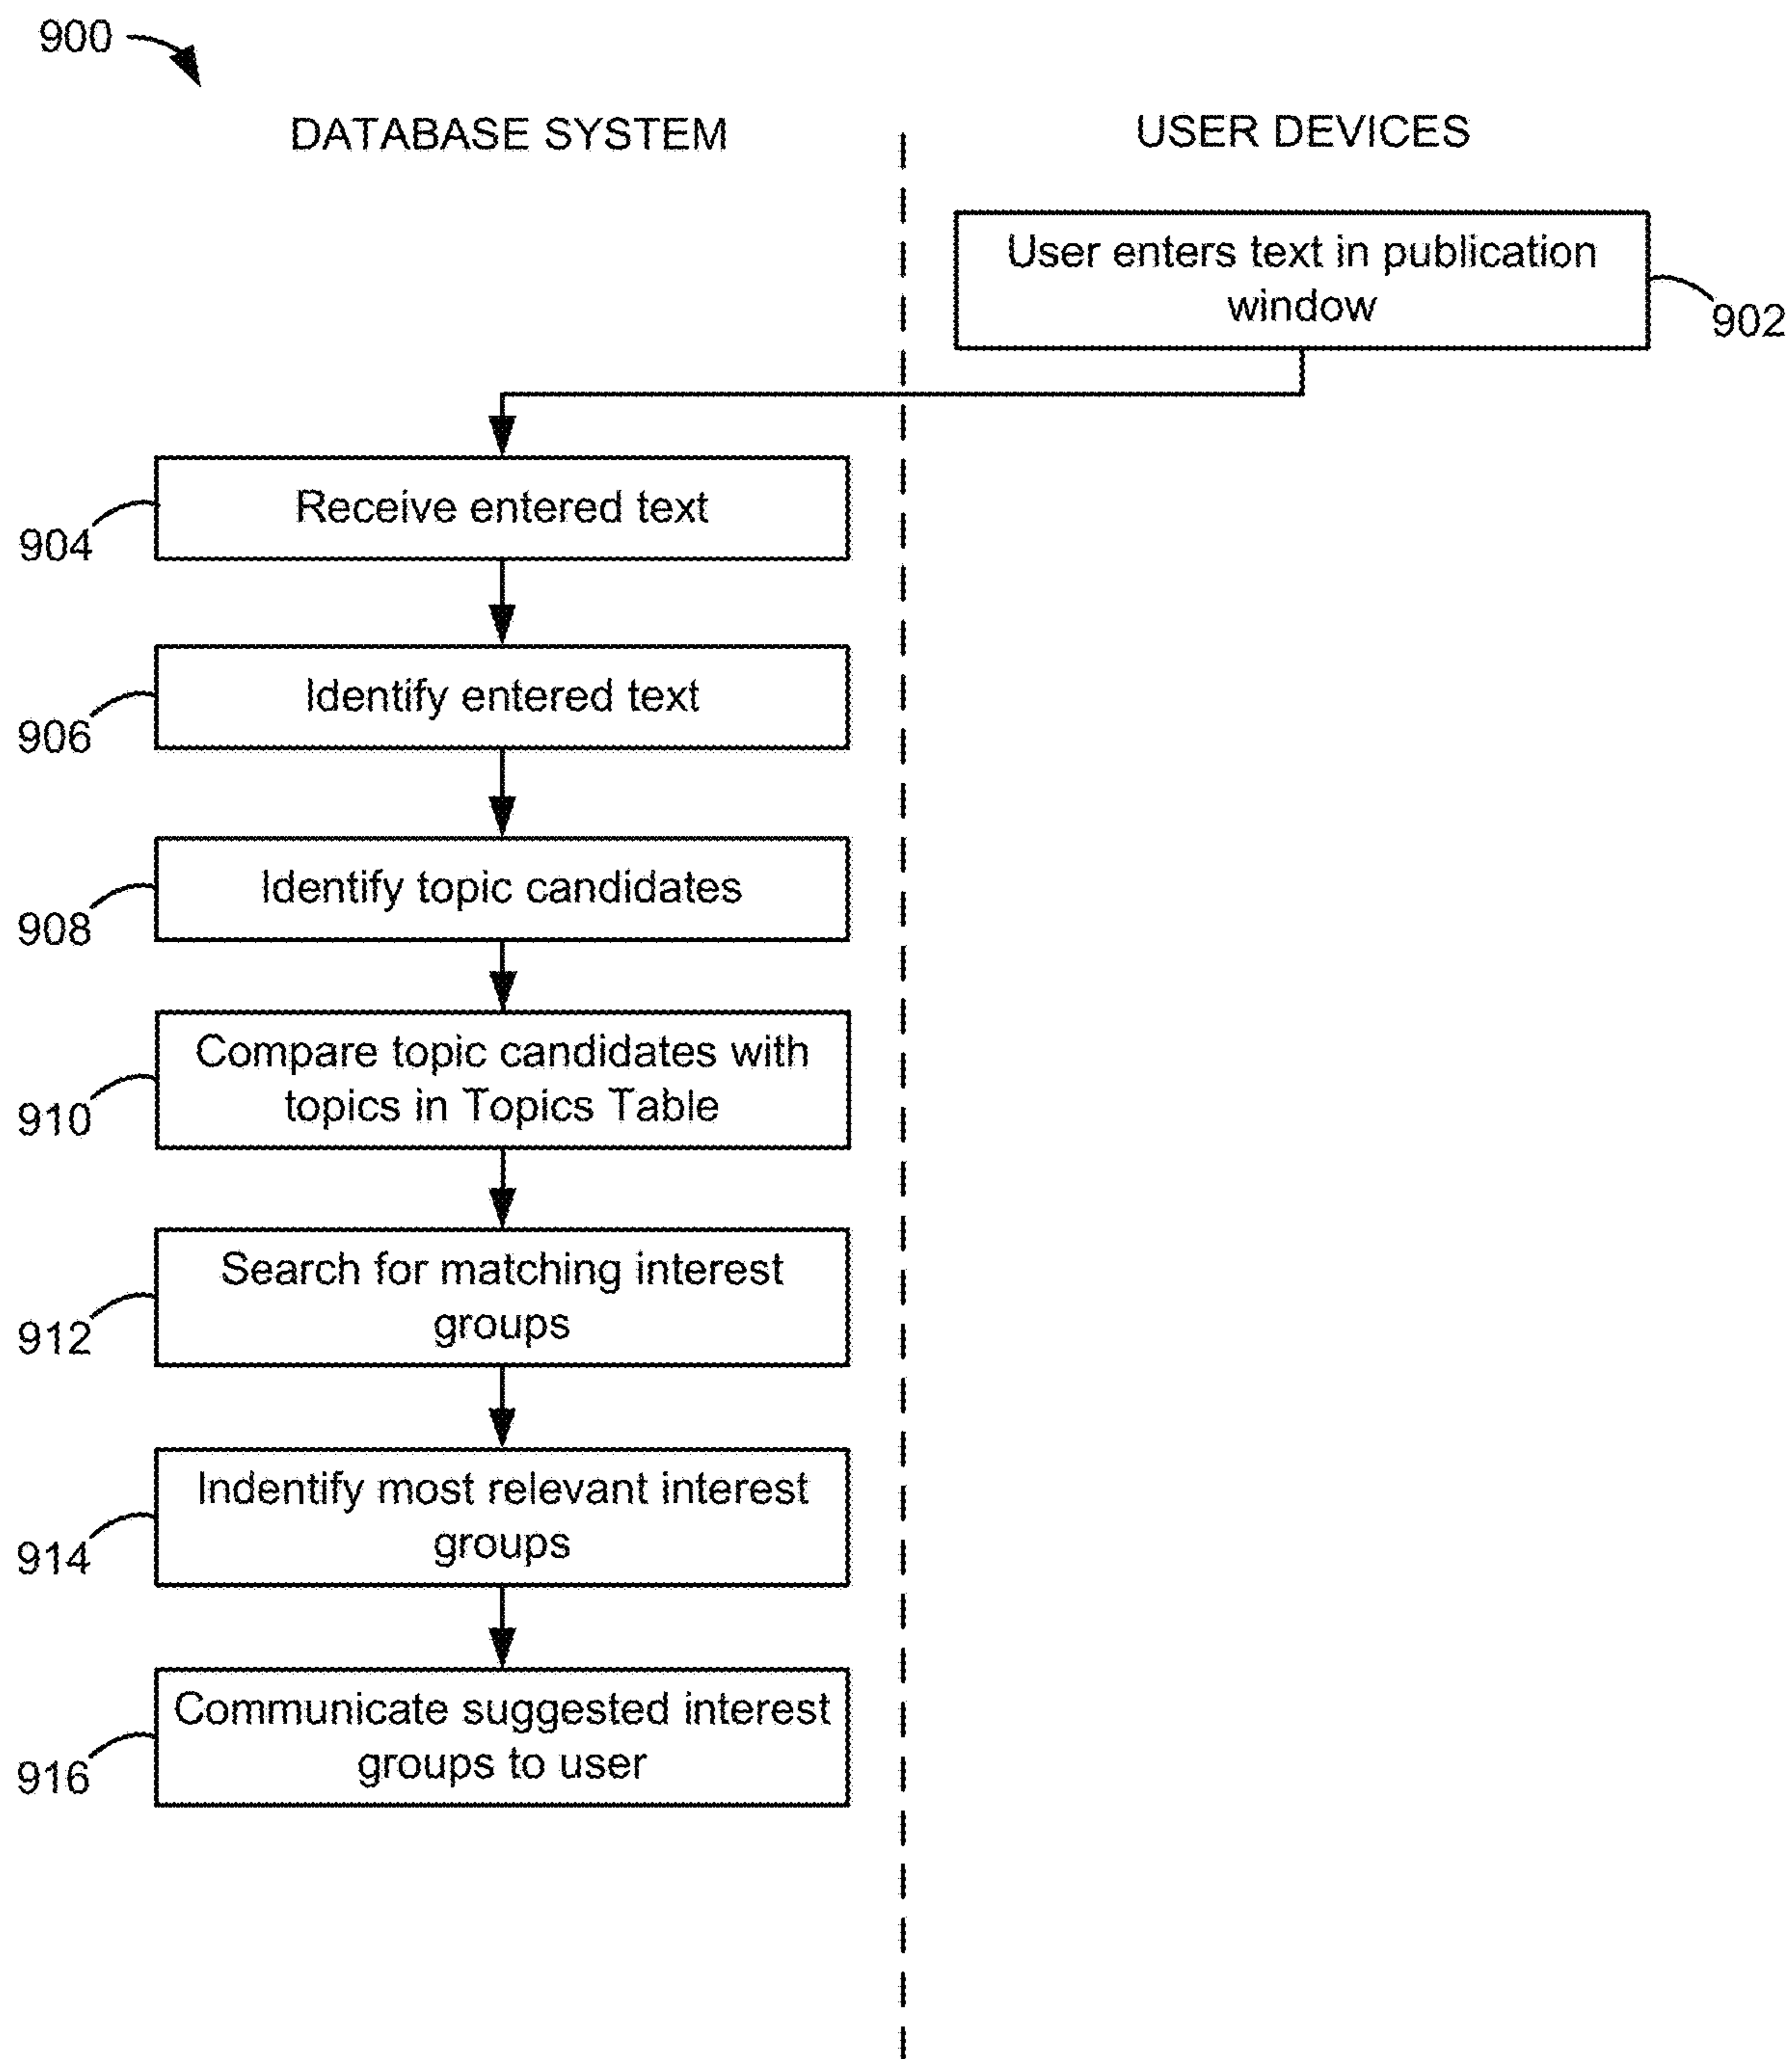 900
DATABASE SYSTEM
USER DEVICES
User enters text in publication
window
902
Receive entered text
904
Identify entered text
906
Identify topic candidates
908
Compare topic candidates with
topics in Topics Table
910
Search for matching interest
groups
912
Indentify most relevant interest
groups
914
Communicate suggested interest
groups to user
916